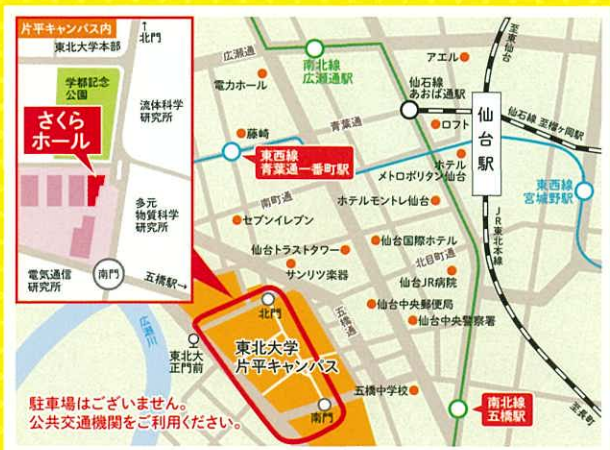 片平キャンパス内
東北大学本部
↑
北門
学都記念
公園
流体科学
研究所
さくら
ホール
多元
物質科学
研究所
電気通信
研究所
南門
五橋駅→
広瀬通
南北線
広瀬通駅
電力ホール
アエル
至東仙台
仙石線
あおば通駅
仙台駅
仙石線 至榴ヶ岡駅
ロフト
青葉通
藤崎
東西線
青葉通一番町駅
ホテル
メトロポリタン仙台
東西線
宮城野駅
南町通
ホテルモントレ仙台
セブンイレブン
JR東北本線
仙台トラストタワー
仙台国際ホテル
サンリツ楽器
北目町通
仙台JR病院
五橋通
仙台中央郵便局
仙台中央警察署
北門
広瀬川
東北大
正門前
東北大学
片平キャンパス
五橋中学校
南門
南北線
五橋駅
至長町
駐車場はございません。
公共交通機関をご利用ください。